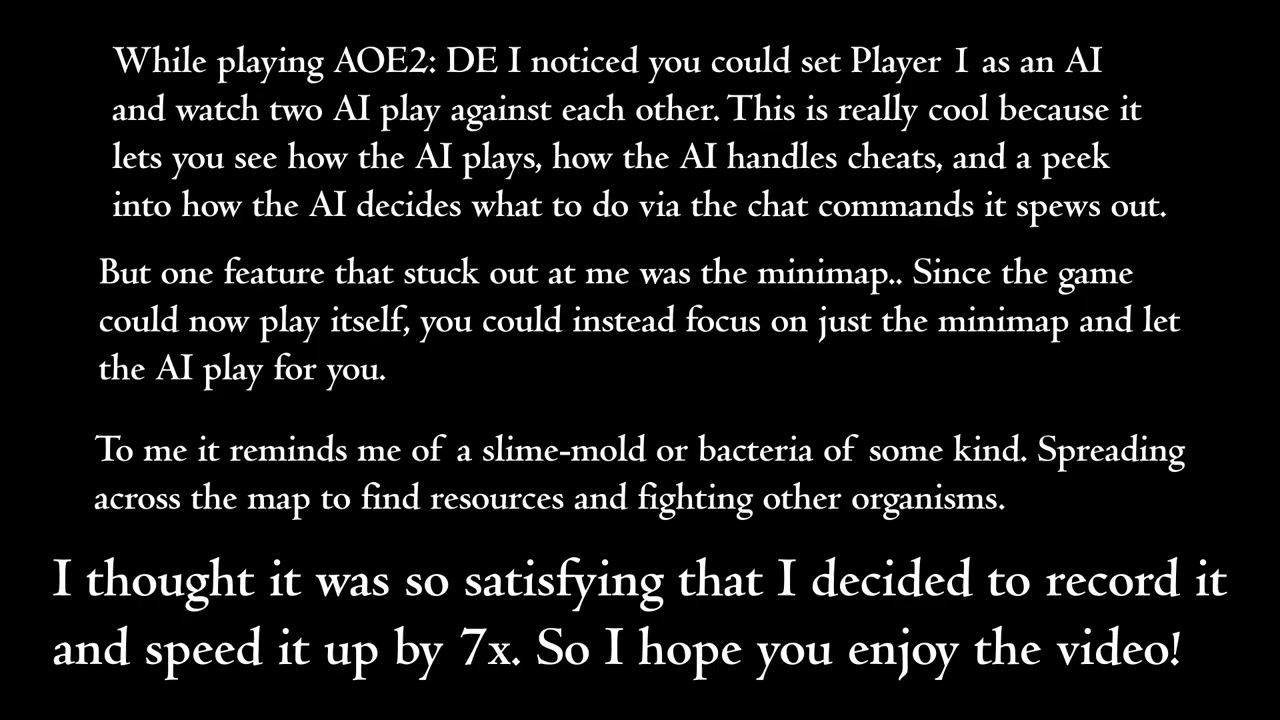 While playing AOE2: DE I noticed you could set Player 1 as an AI
and watch two AI play against each other. This is really cool because it
lets you see how the AI plays, how the AI handles cheats, and a peek
into how the AI decides what to do via the chat commands it spews out.
But one feature that stuck out at me was the minimap.. Since the game
could now play itself, you could instead focus on just the minimap and let
the AI play for you.
To me it reminds me of a slime-mold or bacteria of some kind. Spreading
across the map to find resources and fighting other organisms.
I thought it was so satisfying that I decided to record it
and speed it up by 7x. So I hope you enjoy the video!